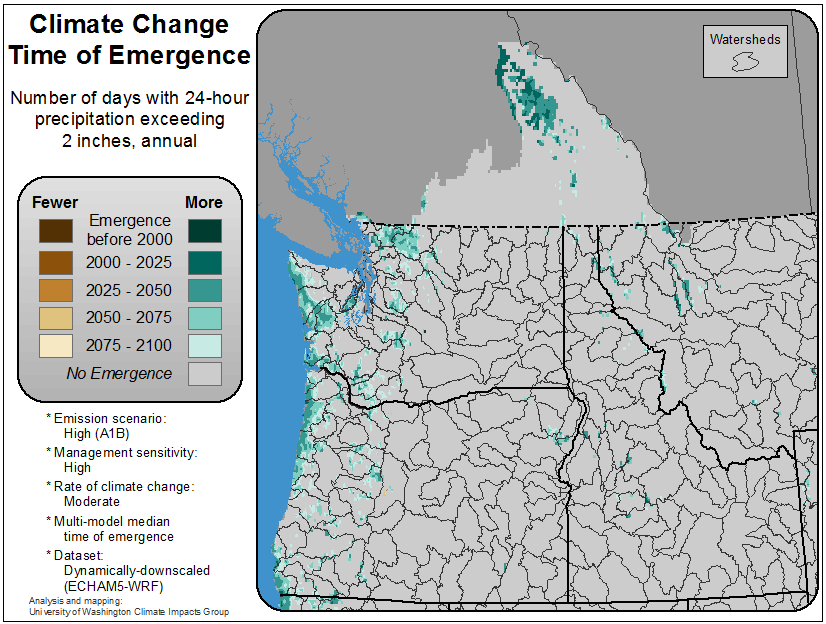 Climate Change
Time of Emergence
Number of days with 24-hour
precipitation exceeding
2 inches, annual
Fewer
More
Emergence
before 2000
2000 - 2025
2025 - 2050
2050 - 2075
2075 - 2100
No Emergence
* Emission scenario:
High (A1B)
* Management sensitivity:
High
* Rate of climate change:
Moderate
* Multi-model median
time of emergence
* Dataset:
Dynamically-downscaled
(ECHAM5-WRF)
Analysis and mapping:
University of Washington Climate Impacts Group
Watersheds